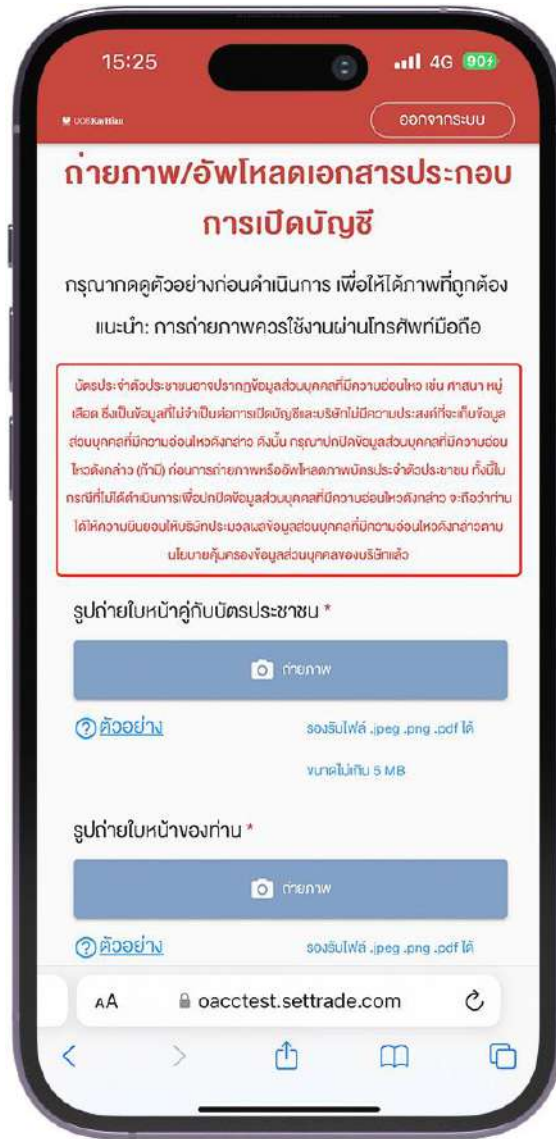 15:25
4G 90
UOBKayHian
ออกจากระบบ
ถ่ายภาพ/อัพโหลดเอกสารประกอบ
การเปิดบัญชี
กรุณากดดูตัวอย่างก่อนดำเนินการ เพื่อให้ได้ภาพที่ถูกต้อง
แนะนำ: การถ่ายภาพควรใช้งานผ่านโทรศัพท์มือถือ
บัตรประจำตัวประชาชนอาจปรากฏข้อมูลส่วนบุคคลที่มีความอ่อนไหว เช่น ศาสนา หมู่
เลือด ซึ่งเป็นข้อมูลที่ไม่จำเป็นต่อการเปิดบัญชีและบริษัทไม่มีความประสงค์ที่จะเก็บข้อมูล
ส่วนบุคคลที่มีความอ่อนไหวดังกล่าว ดังนั้น กรุณาปกปิดข้อมูลส่วนบุคคลที่มีความอ่อน
ไหวดังกล่าว (ถ้ามี) ก่อนการถ่ายภาพหรืออัพโหลดภาพบัตรประจำตัวประชาชน ทั้งนี้ใน
กรณีที่ไม่ได้ดำเนินการเพื่อปกปิดข้อมูลส่วนบุคคลที่มีความอ่อนไหวดังกล่าว จะถือว่าท่าน
ได้ให้ความยินยอมให้บริษัทประมวลผลข้อมูลส่วนบุคคลที่มีความอ่อนไหวดังกล่าวตาม
นโยบายคุ้มครองข้อมูลส่วนบุคคลของบริษัทแล้ว
รูปถ่ายใบหน้าคู่กับบัตรประชาชน *
ถ่ายภาพ
ตัวอย่าง
รองรับไฟล์ .jpeg .png .pdf ได้
ขนาดไม่เกิน 5 MB
รูปถ่ายใบหน้าของท่าน *
ถ่ายภาพ
ตัวอย่าง
รองรับไฟล์ .jpeg .png .pdf ได้
AA
oacctest.settrade.com